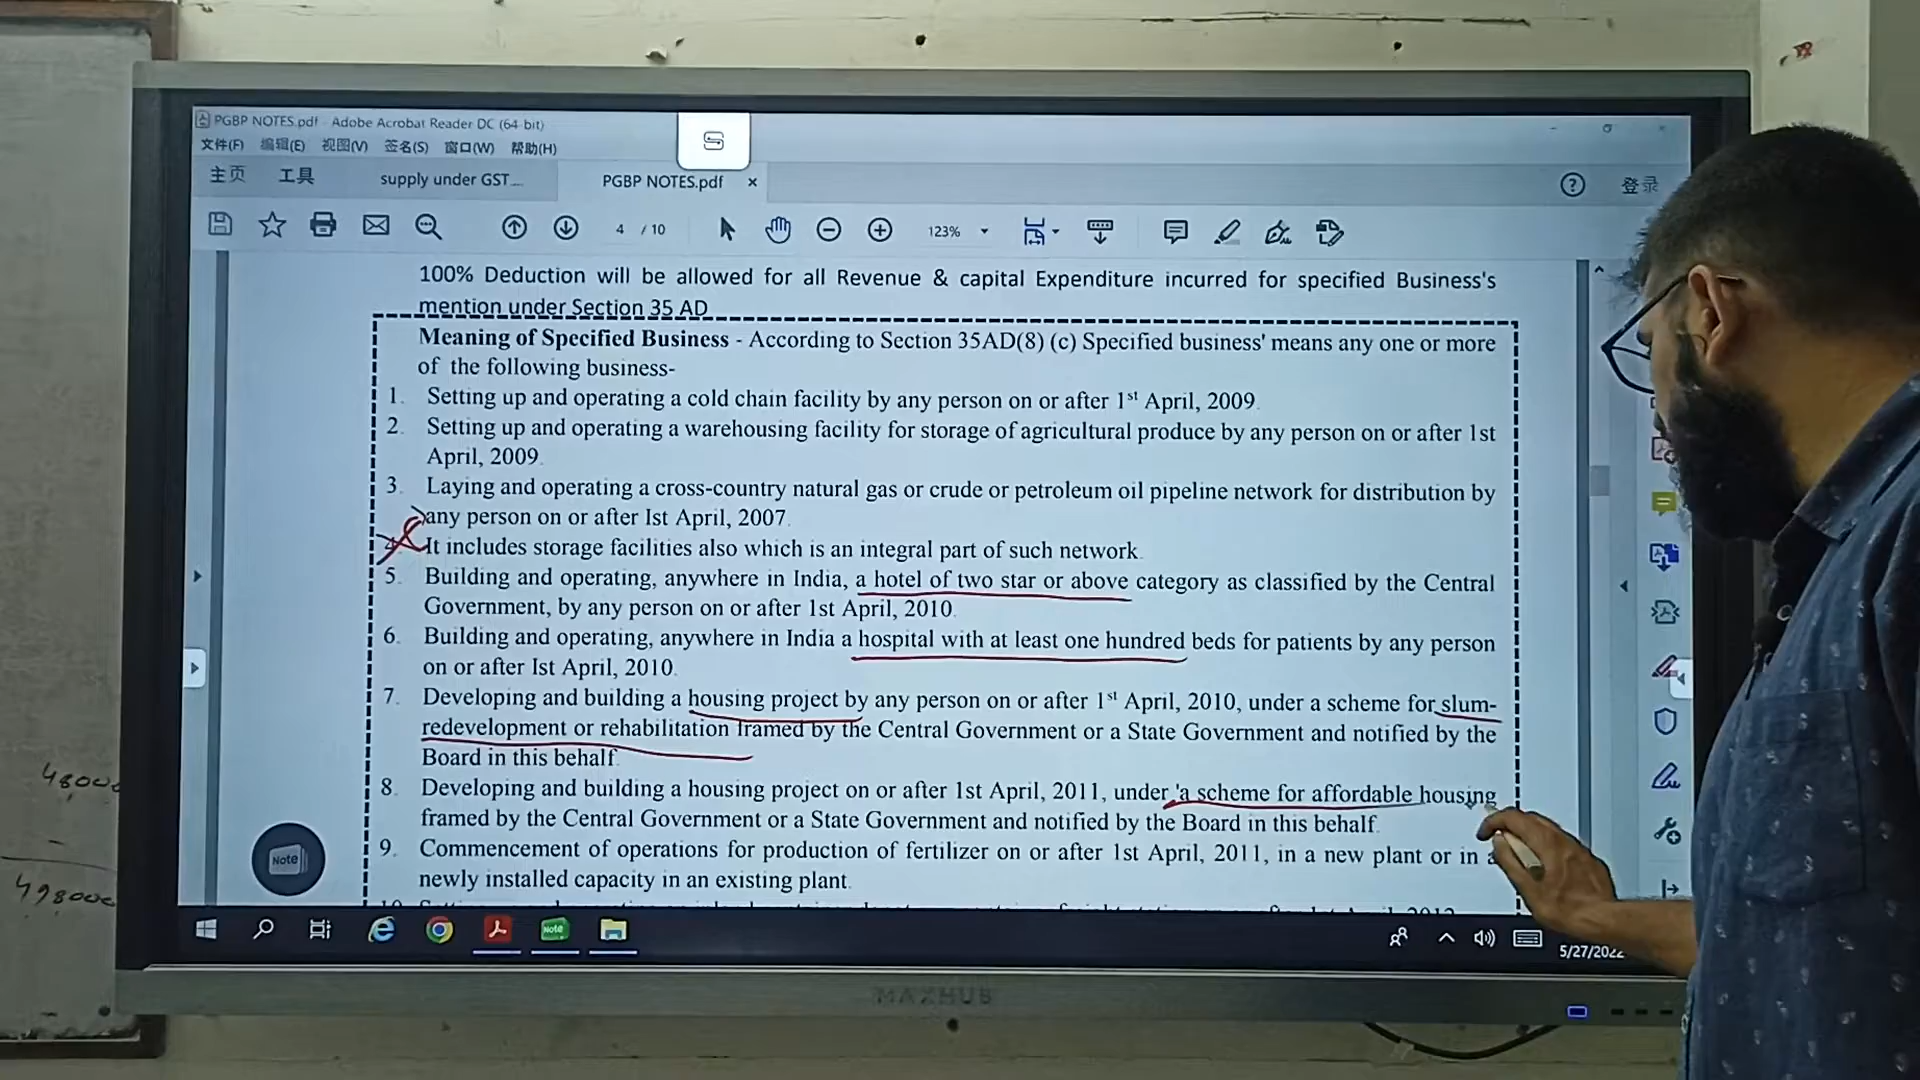 PGBP NOTES.pdf - Adobe Acrobat Reader DC (64-bit)
文件(F) 编辑(E) 视图(V) 签名(S) 窗口(W) 帮助(H)
主页 工具 supply under GST... PGBP NOTES.pdf × 登录
4 / 10 123%
100% Deduction will be allowed for all Revenue & capital Expenditure incurred for specified Business's
mention under Section 35 AD
Meaning of Specified Business - According to Section 35AD(8) (c) Specified business' means any one or more
of the following business-
1. Setting up and operating a cold chain facility by any person on or after 1st April, 2009.
2. Setting up and operating a warehousing facility for storage of agricultural produce by any person on or after 1st
April, 2009.
3. Laying and operating a cross-country natural gas or crude or petroleum oil pipeline network for distribution by
any person on or after Ist April, 2007.
It includes storage facilities also which is an integral part of such network.
5. Building and operating, anywhere in India, a hotel of two star or above category as classified by the Central
Government, by any person on or after 1st April, 2010.
6. Building and operating, anywhere in India a hospital with at least one hundred beds for patients by any person
on or after Ist April, 2010.
7. Developing and building a housing project by any person on or after 1st April, 2010, under a scheme for slum-
redevelopment or rehabilitation framed by the Central Government or a State Government and notified by the
Board in this behalf.
8. Developing and building a housing project on or after 1st April, 2011, under 'a scheme for affordable housing
framed by the Central Government or a State Government and notified by the Board in this behalf.
9. Commencement of operations for production of fertilizer on or after 1st April, 2011, in a new plant or in a
newly installed capacity in an existing plant.
Note
Note
5/27/2022
MAXHUB
48000
498000